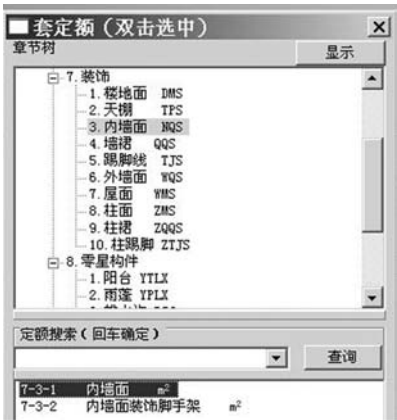 套定额（双击选中）
章节树
显示
7.装饰
1.楼地面 DMS
2.天棚 TPS
3.内墙面 NQS
4.墙裙 QQS
5.踢脚线 TJS
6.外墙面 WQS
7.屋面 WMS
8.柱面 ZMS
9.柱裙 ZQQS
10.柱踢脚 ZTJS
8.零星构件
1.阳台 YTLX
2.雨蓬 YPLX
定额搜索(回车确定)
查询
7-3-1 内墙面 m²
7-3-2 内墙面装饰脚手架 m²